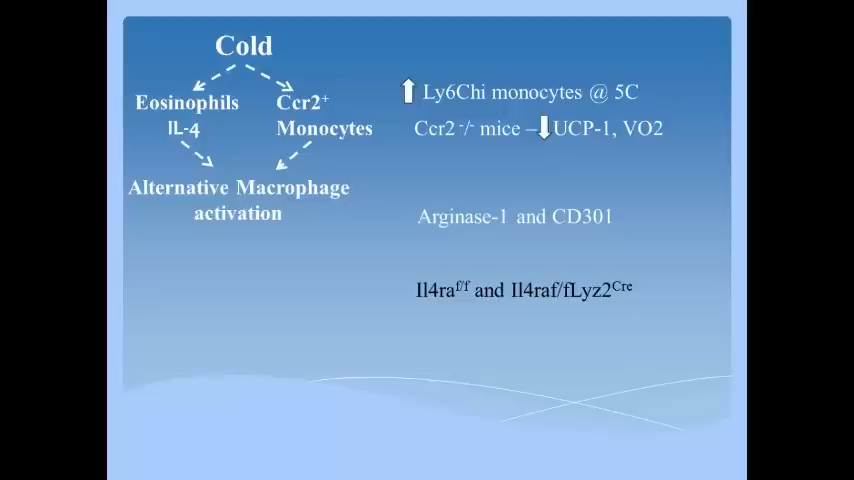 Cold
Eosinophils
IL-4
Ccr2+
Monocytes
Alternative Macrophage
activation
Ly6Chi monocytes @ 5C
Ccr2 -/- mice – UCP-1, VO2
Arginase-1 and CD301
Il4raf/f and Il4raf/fLyz2Cre